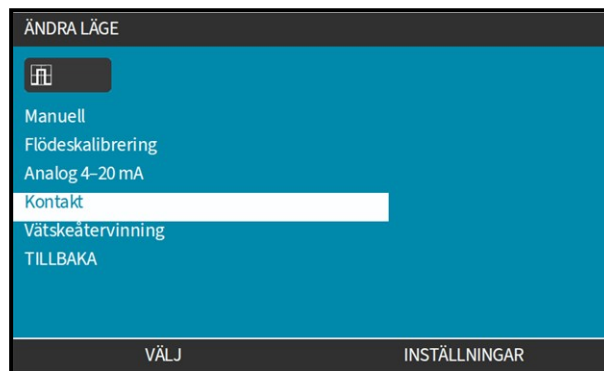 ÄNDRA LÄGE
Manuell
Flödeskalibrering
Analog 4–20 mA
Kontakt
Vätskeåtervinning
TILLBAKA
VÄLJ
INSTÄLLNINGAR